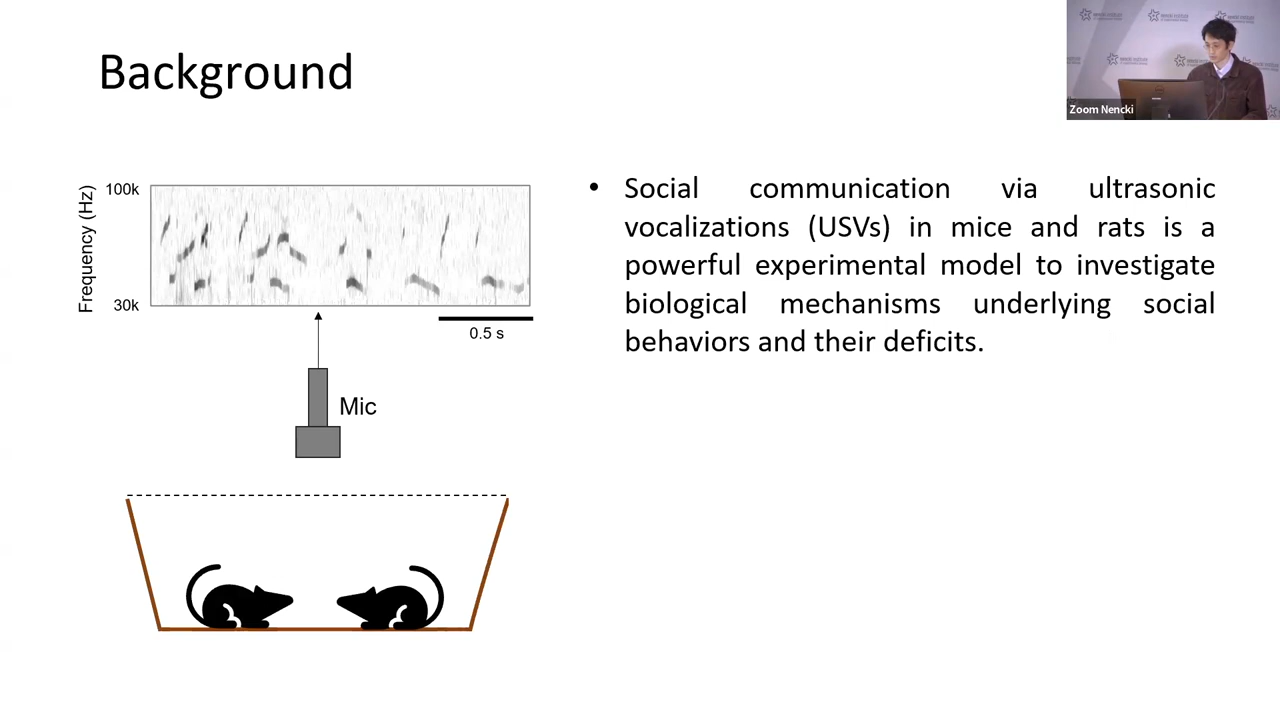 Background
Zoom Nencki
100k
Frequency (Hz)
30k
0.5 s
Mic
• Social communication via ultrasonic
vocalizations (USVs) in mice and rats is a
powerful experimental model to investigate
biological mechanisms underlying social
behaviors and their deficits.